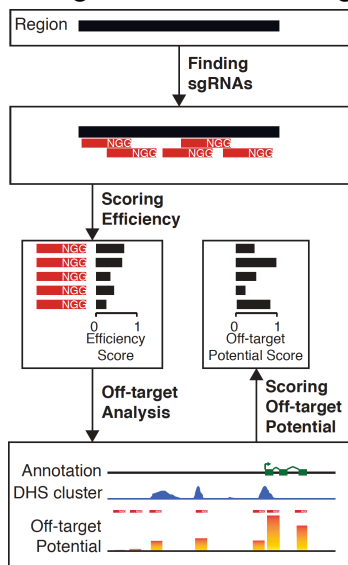 Region
Finding
sgRNAs
NGG NGG
NGG NGG NGG
Scoring
Efficiency
NGG
NGG
NGG
NGG
NGG
0 1
Efficiency
Score
0 1
Off-target
Potential Score
Off-target
Analysis
Scoring
Off-target
Potential
Annotation
DHS cluster
Off-target
Potential